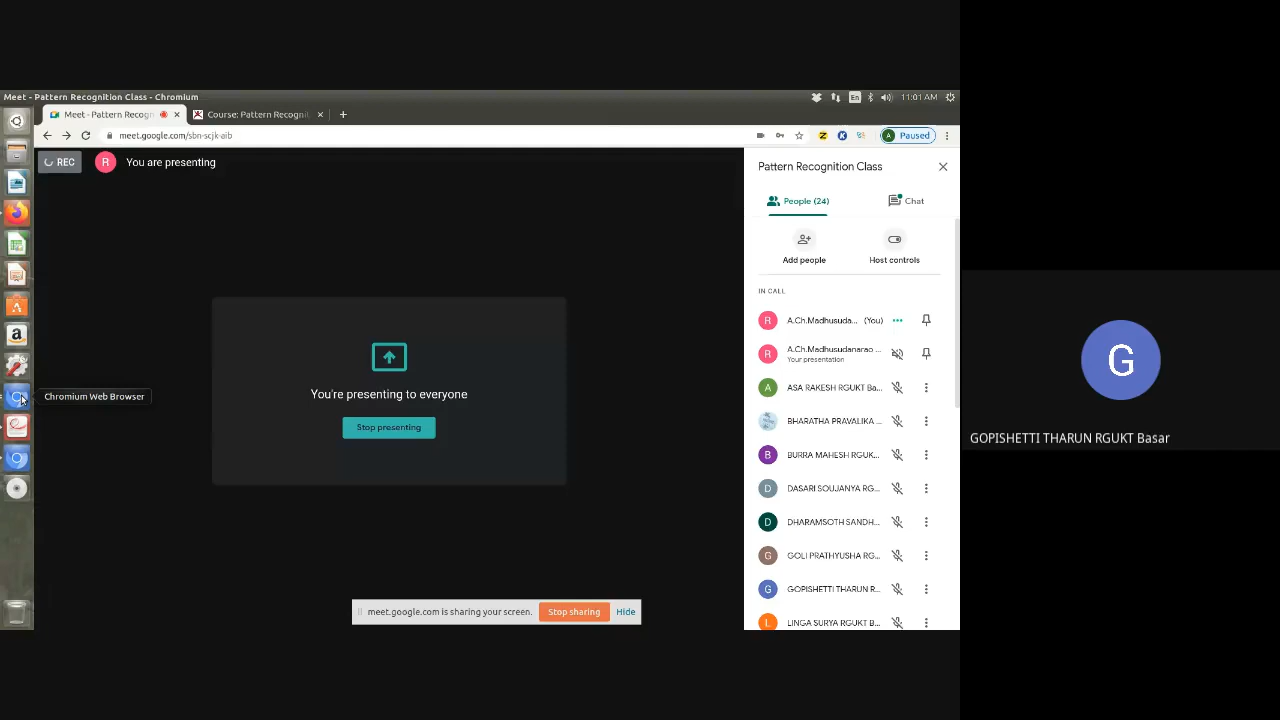 Meet - Pattern Recognition Class - Chromium
En
11:01 AM
Meet - Pattern Recogn
Course: Pattern Recogniti
meet.google.com/sbn-scjk-aib
A
Paused
REC
R
You are presenting
Pattern Recognition Class
People (24)
Chat
Add people
Host controls
IN CALL
R
A.Ch.Madhusuda... (You)
R
A.Ch.Madhusudanarao ...
Your presentation
A
ASA RAKESH RGUKT Ba...
BHARATHA PRAVALIKA ...
B
BURRA MAHESH RGUK...
D
DASARI SOUJANYA RG...
D
DHARAMSOTH SANDH...
G
GOLI PRATHYUSHA RG...
G
GOPISHETTI THARUN R...
L
LINGA SURYA RGUKT B...
Chromium Web Browser
You're presenting to everyone
Stop presenting
meet.google.com is sharing your screen.
Stop sharing
Hide
G
GOPISHETTI THARUN RGUKT Basar